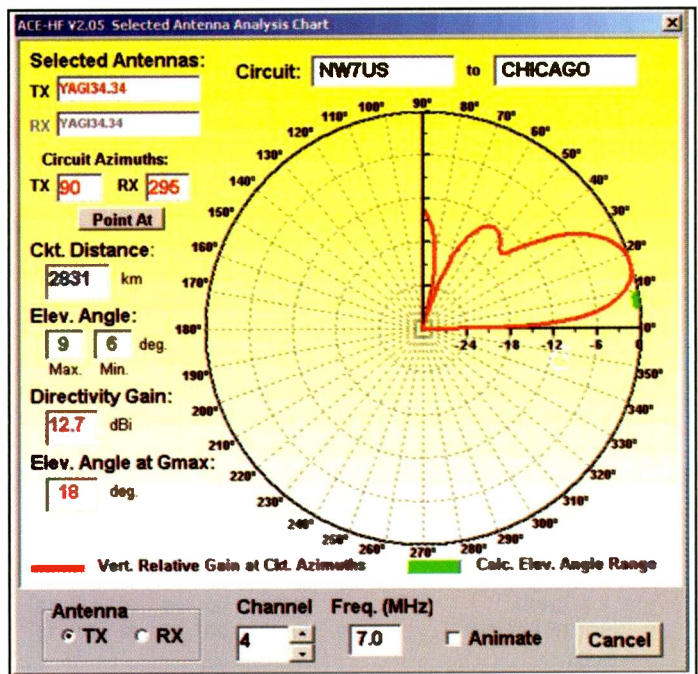 ACE-HF V2.05 Selected Antenna Analysis Chart
Selected Antennas:
TX YAGI34.34
RX YAGI34.34
Circuit: NW7US to CHICAGO
Circuit Azimuths:
TX 90 RX 295
Point At
Ckt. Distance:
2831 km
Elev. Angle:
9 6 deg.
Max. Min.
Directivity Gain:
12.7 dBi
Elev. Angle at Gmax:
18 deg.
90°
80°
70°
60°
50°
40°
30°
20°
10°
0°
350°
340°
330°
320°
310°
300°
290°
280°
270°
260°
250°
240°
230°
220°
210°
200°
190°
180°
170°
160°
150°
140°
130°
120°
110°
100°
-24 -18 -12 -6 0
Vert. Relative Gain at Ckt. Azimuths
Calc. Elev. Angle Range
Antenna
TX RX
Channel
4
Freq. (MHz)
7.0
Animate
Cancel